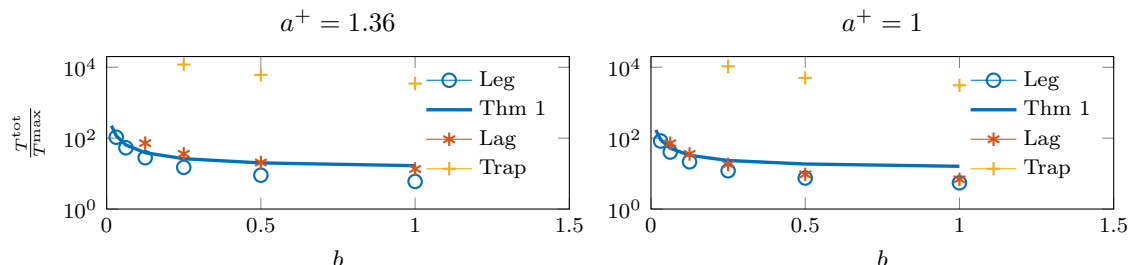 a⁺ = 1.36
10⁴
10²
10⁰
T^tot
T^max
Leg
Thm 1
Lag
Trap
0
0.5
1
1.5
b
a⁺ = 1
10⁴
10²
10⁰
Leg
Thm 1
Lag
Trap
0
0.5
1
1.5
b